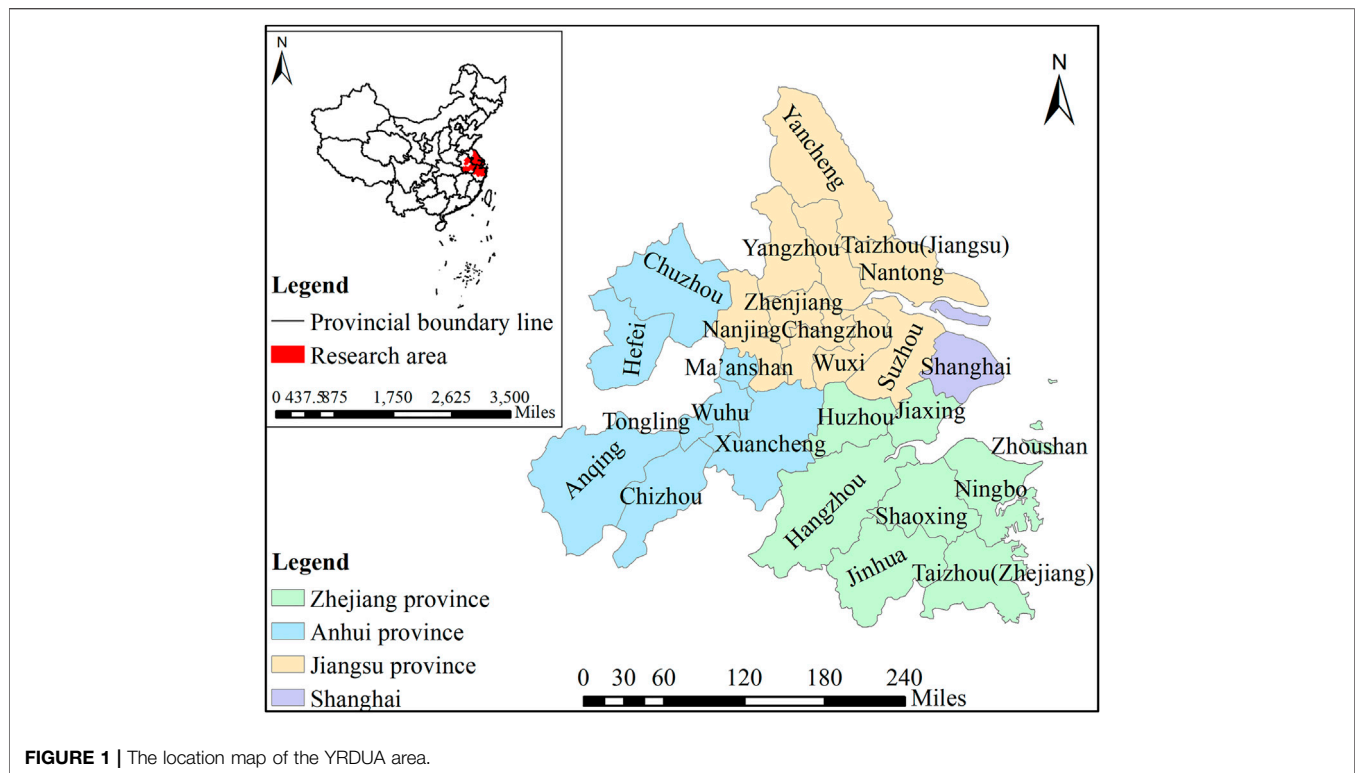 N
Legend
Provincial boundary line
Research area
0 437.5 875 1,750 2,625 3,500
Miles
N
Yancheng
Taizhou(Jiangsu)
Yangzhou
Nantong
Chuzhou
Zhenjiang
Nanjing
Changzhou
Hefei
Ma'anshan
Wuxi
Suzhou
Shanghai
Wuhu
Tongling
Huzhou
Jiaxing
Xuancheng
Zhoushan
Anqing
Chizhou
Hangzhou
Ningbo
Shaoxing
Jinhua
Taizhou(Zhejiang)
Legend
Zhejiang province
Anhui province
Jiangsu province
Shanghai
0 30 60 120 180 240
Miles
FIGURE 1 | The location map of the YRDUA area.